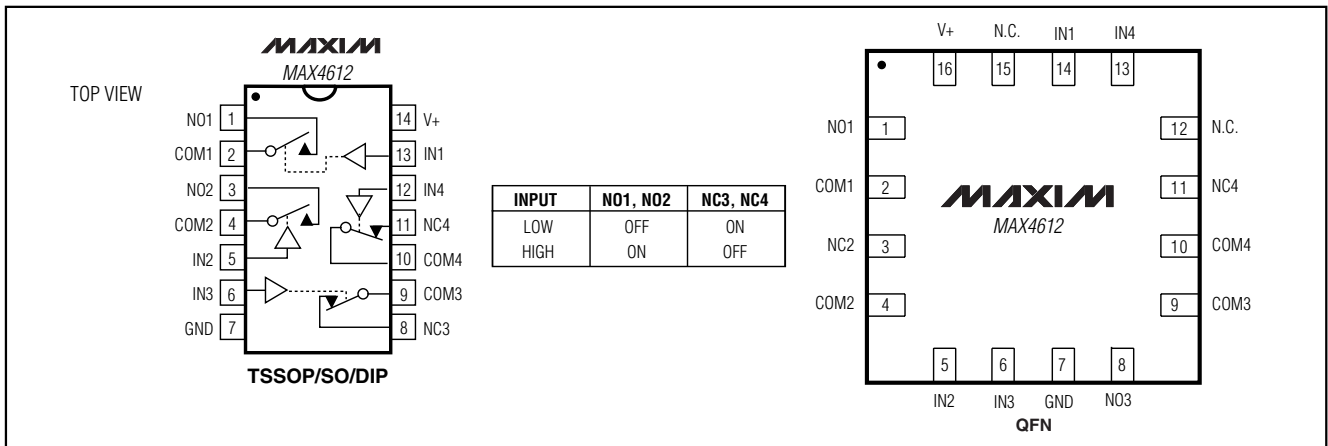 TOP VIEW
MAXIM
MAX4612
NO1 1
COM1 2
NO2 3
COM2 4
IN2 5
IN3 6
GND 7
14 V+
13 IN1
12 IN4
11 NC4
10 COM4
9 COM3
8 NC3
TSSOP/SO/DIP
INPUT NO1, NO2 NC3, NC4
LOW OFF ON
HIGH ON OFF
V+ N.C. IN1 IN4
16 15 14 13
NO1 1
COM1 2
NC2 3
COM2 4
MAXIM
MAX4612
12 N.C.
11 NC4
10 COM4
9 COM3
5 6 7 8
IN2 IN3 GND NO3
QFN